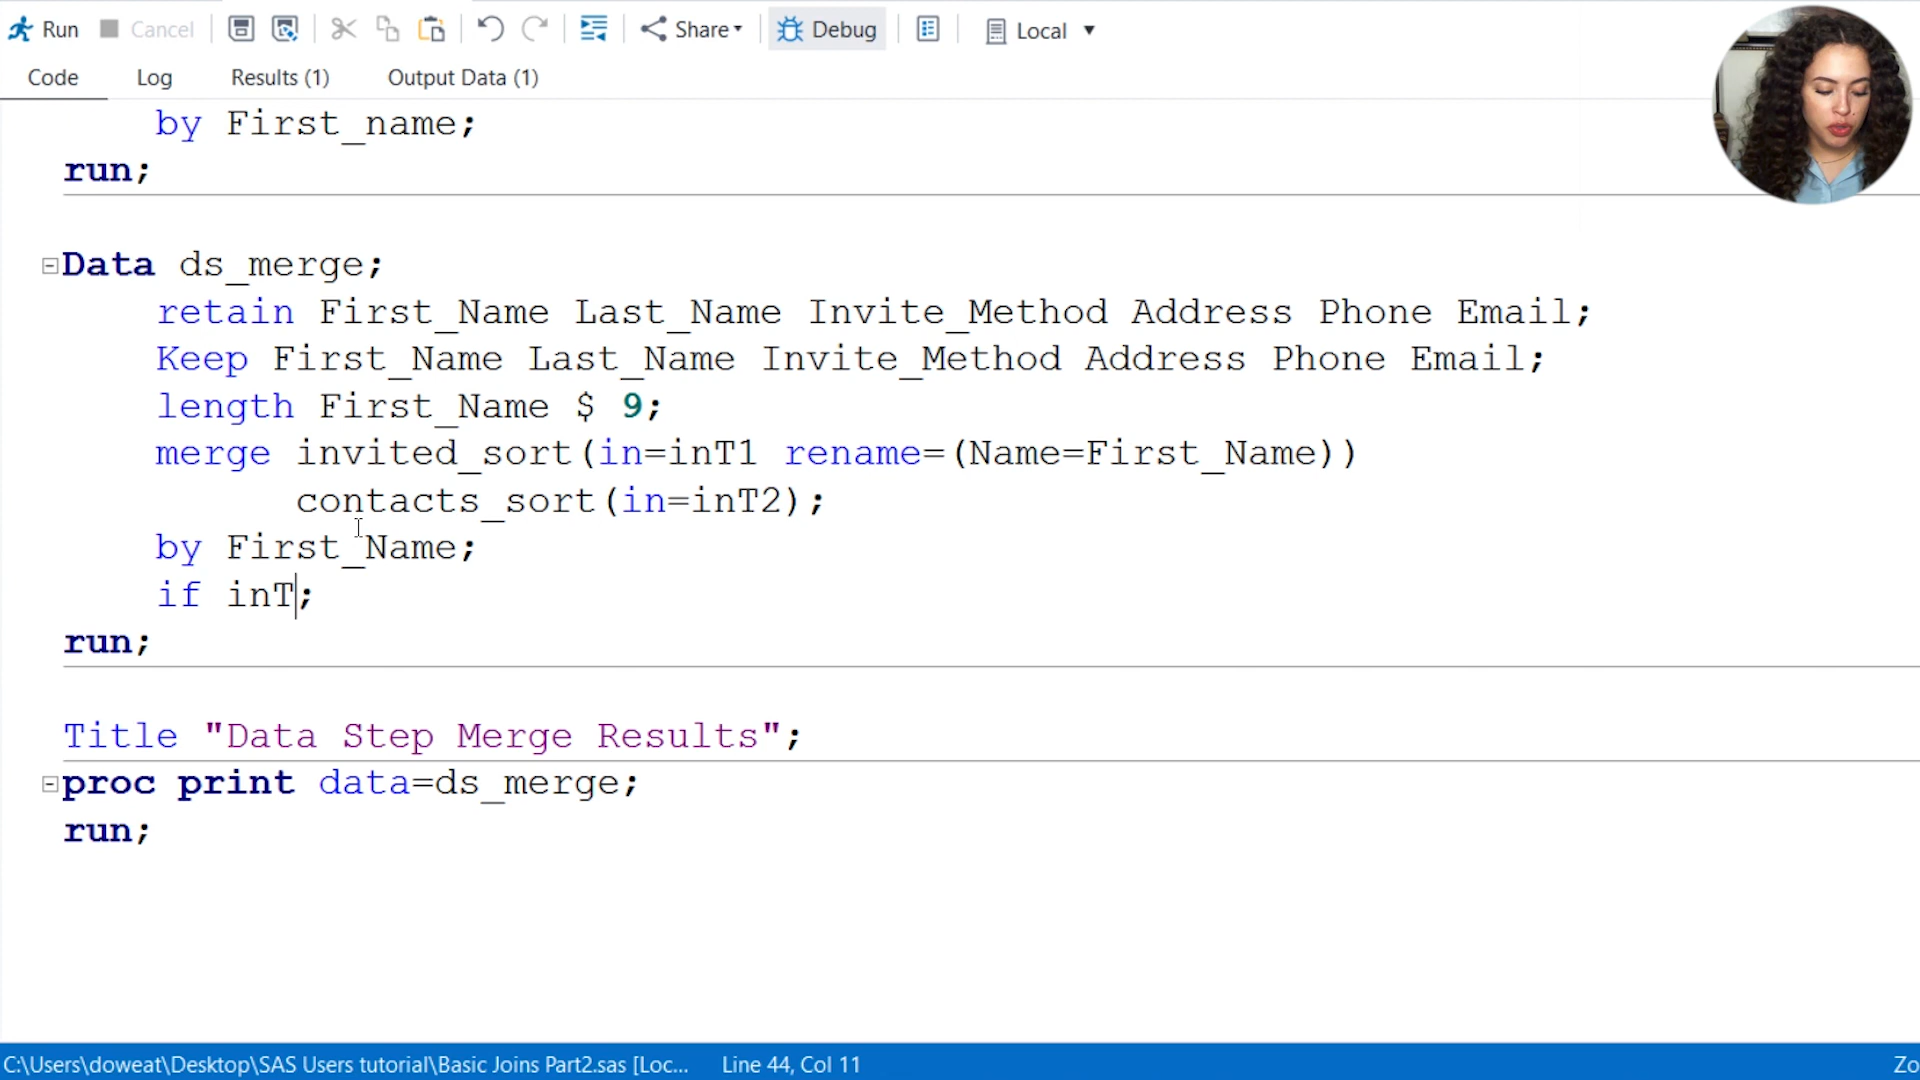 Run Cancel Share Debug Local
Code Log Results (1) Output Data (1)
by First_name;
run;
Data ds_merge;
retain First_Name Last_Name Invite_Method Address Phone Email;
Keep First_Name Last_Name Invite_Method Address Phone Email;
length First_Name $ 9;
merge invited_sort(in=inT1 rename=(Name=First_Name))
contacts_sort(in=inT2);
by First_Name;
if inT;
run;
Title "Data Step Merge Results";
proc print data=ds_merge;
run;
C:\Users\doweat\Desktop\SAS Users tutorial\Basic Joins Part2.sas [Loc... Line 44, Col 11 Zo